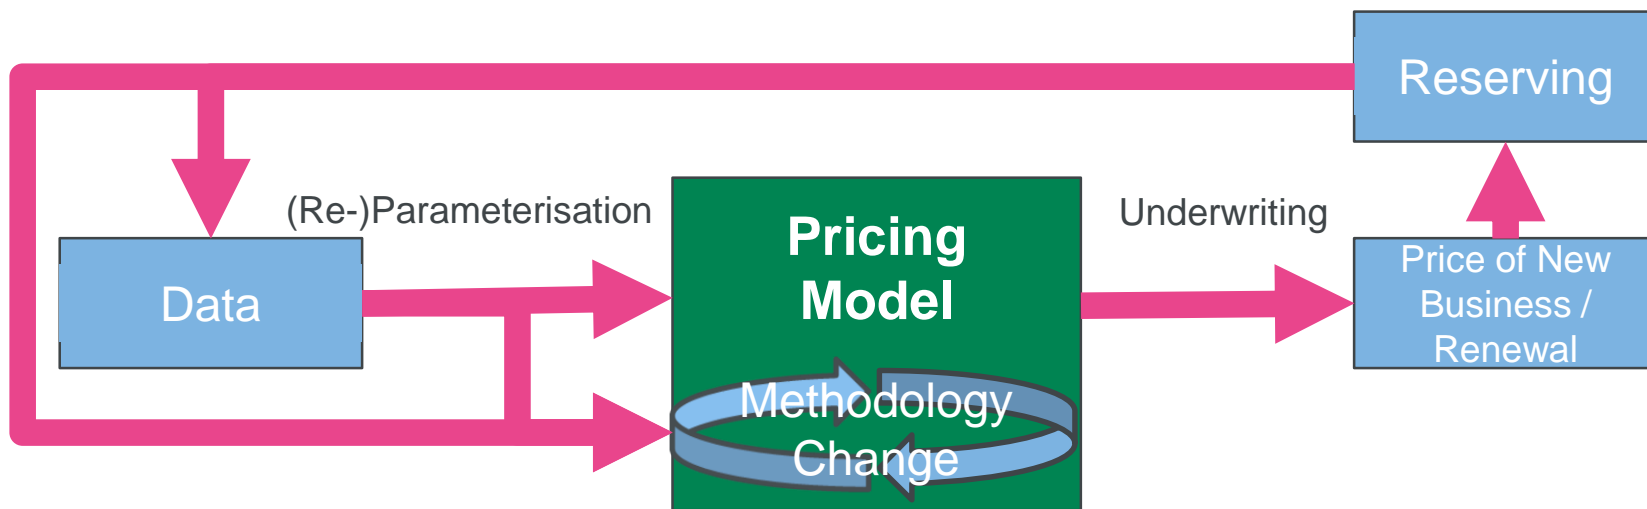 Reserving
(Re-)Parameterisation
Data
Pricing
Model
Underwriting
Price of New
Business /
Renewal
Methodology
Change